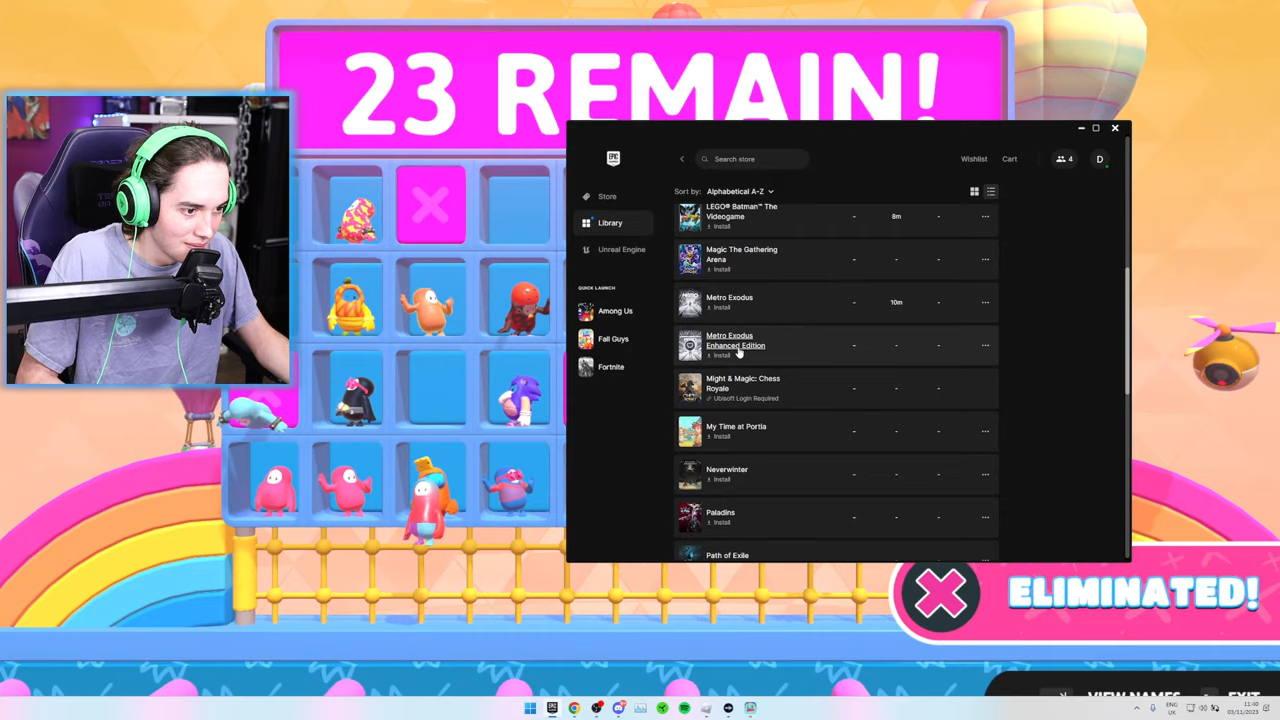 23 REMAIN!
EPIC GAMES
Search store
Wishlist
Cart
4
D
Store
Library
Unreal Engine
QUICK LAUNCH
Among Us
Fall Guys
Fortnite
Sort by: Alphabetical A-Z
LEGO® Batman™ The
Videogame
Install
- 8m - ...
Magic The Gathering
Arena
Install
- - - ...
Metro Exodus
Install
- 10m - ...
Metro Exodus
Enhanced Edition
Install
- - - ...
Might & Magic: Chess
Royale
Ubisoft Login Required
- - -
My Time at Portia
Install
- - - ...
Neverwinter
Install
- - - ...
Paladins
Install
- - - ...
Path of Exile
ELIMINATED!
VIEW NAMES
EXIT
ENG
UK
11:40
03/11/2023